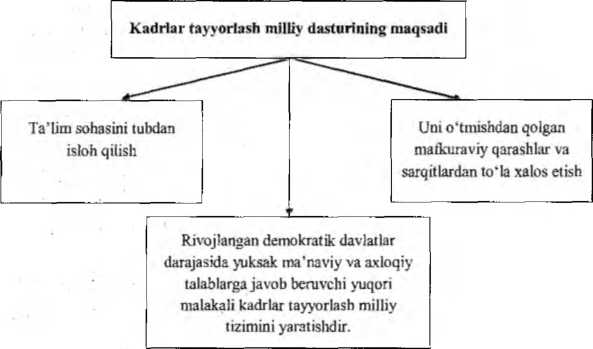 Kadrlar tayyorlash milliy dasturining maqsadi
Ta'lim sohasini tubdan
isloh qilish
Uni o‘tmishdan qolgan
mafkuraviy qarashlar va
sarqitlardan to‘la xalos etish
Rivojlangan demokratik davlatlar
darajasida yuksak ma'naviy va axloqiy
talablarga javob beruvchi yuqori
malakali kadrlar tayyorlash milliy
tizimini yaratishdir.